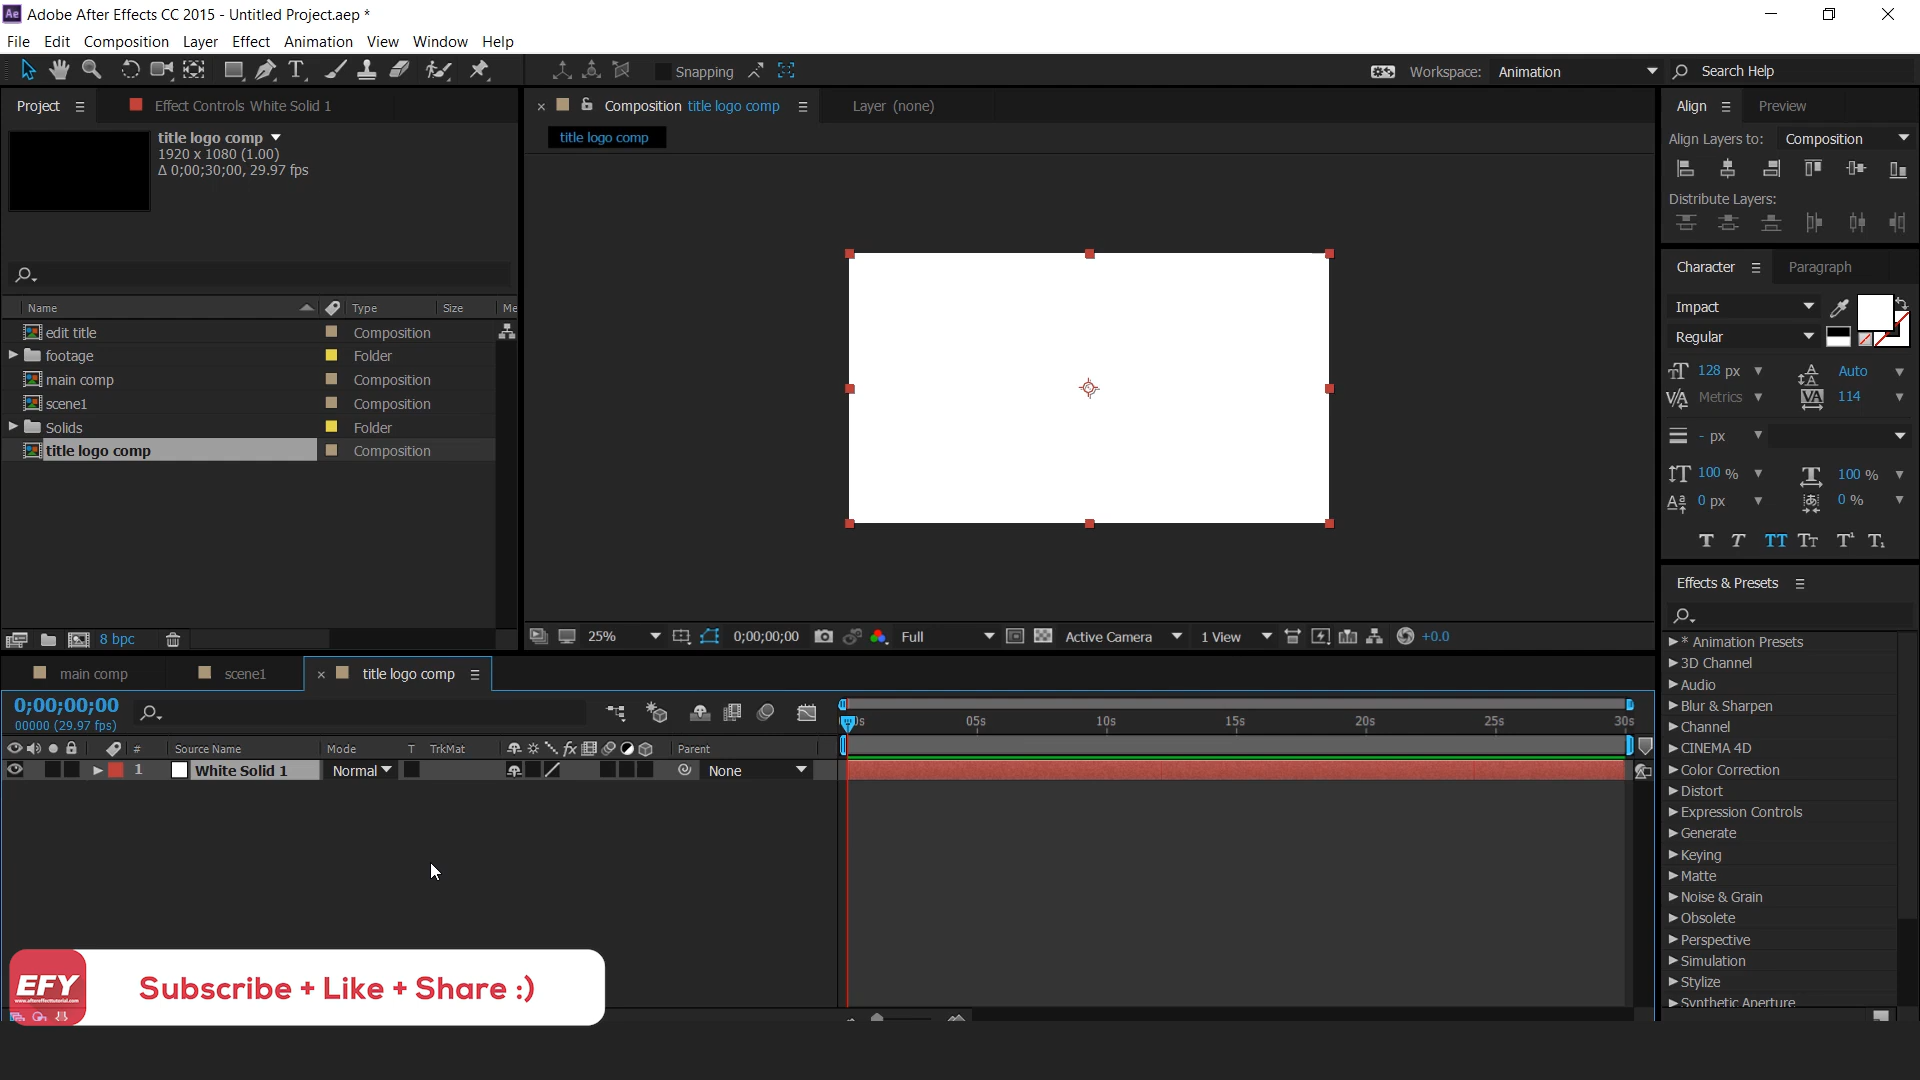 Adobe After Effects CC 2015 - Untitled Project.aep *
File Edit Composition Layer Effect Animation View Window Help
Snapping
Workspace: Animation
Search Help
Project
Effect Controls White Solid 1
title logo comp
1920 x 1080 (1.00)
Δ 0;00;30;00, 29.97 fps
Name Type Size Me
edit title Composition
footage Folder
main comp Composition
scene1 Composition
Solids Folder
title logo comp Composition
8 bpc
Composition title logo comp
Layer (none)
title logo comp
25% 0;00;00;00 Full Active Camera 1 View +0.0
Align Preview
Align Layers to: Composition
Distribute Layers:
Character Paragraph
Impact
Regular
128 px Auto
Metrics 114
- px
100 % 100 %
0 px 0 %
Effects & Presets
* Animation Presets
3D Channel
Audio
Blur & Sharpen
Channel
CINEMA 4D
Color Correction
Distort
Expression Controls
Generate
Keying
Matte
Noise & Grain
Obsolete
Perspective
Simulation
Stylize
Synthetic Aperture
main comp scene1 title logo comp
0;00;00;00
00000 (29.97 fps)
05s 10s 15s 20s 25s 30s
# Source Name Mode T TrkMat Parent
1 White Solid 1 Normal None
EFY
www.aftereffecttutorial.com
Subscribe + Like + Share :)